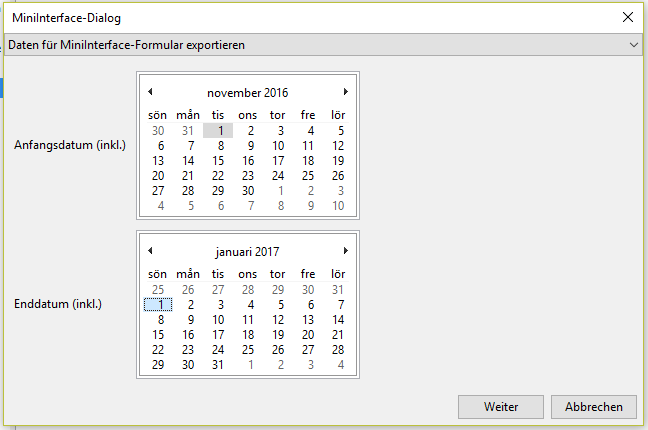 MiniInterface-Dialog
Daten für MiniInterface-Formular exportieren
Anfangsdatum (inkl.)
november 2016
sön mån tis ons tor fre lör
30 31 1 2 3 4 5
6 7 8 9 10 11 12
13 14 15 16 17 18 19
20 21 22 23 24 25 26
27 28 29 30 1 2 3
4 5 6 7 8 9 10
Enddatum (inkl.)
januari 2017
sön mån tis ons tor fre lör
25 26 27 28 29 30 31
1 2 3 4 5 6 7
8 9 10 11 12 13 14
15 16 17 18 19 20 21
22 23 24 25 26 27 28
29 30 31 1 2 3 4
Weiter Abbrechen